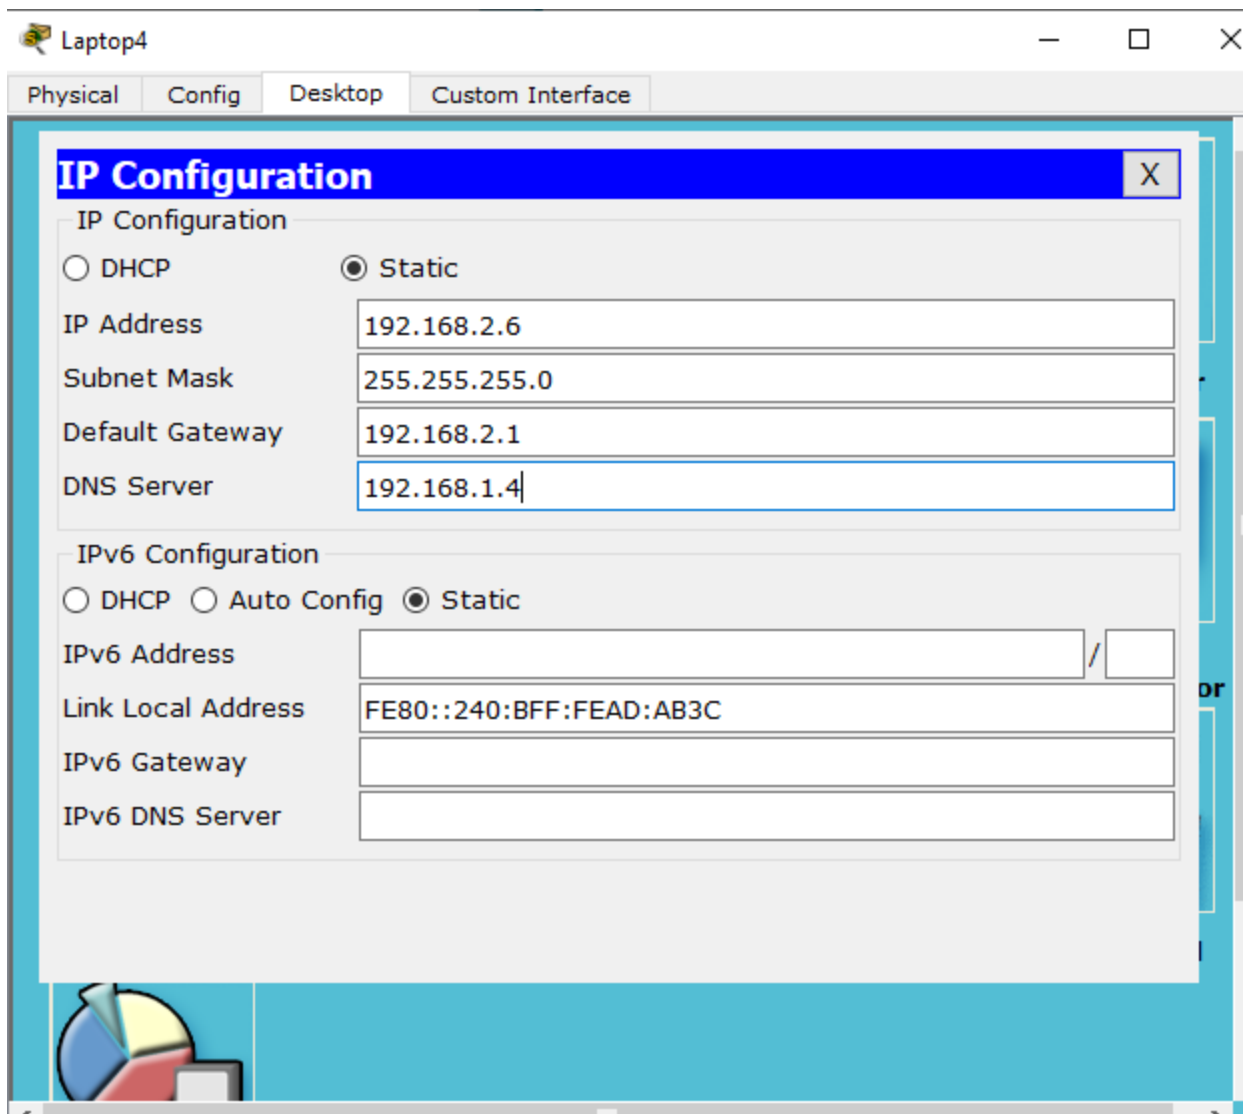 Laptop4
Physical Config Desktop Custom Interface
IP Configuration X
IP Configuration
DHCP Static
IP Address 192.168.2.6
Subnet Mask 255.255.255.0
Default Gateway 192.168.2.1
DNS Server 192.168.1.4
IPv6 Configuration
DHCP Auto Config Static
IPv6 Address /
Link Local Address FE80::240:BFF:FEAD:AB3C
IPv6 Gateway
IPv6 DNS Server